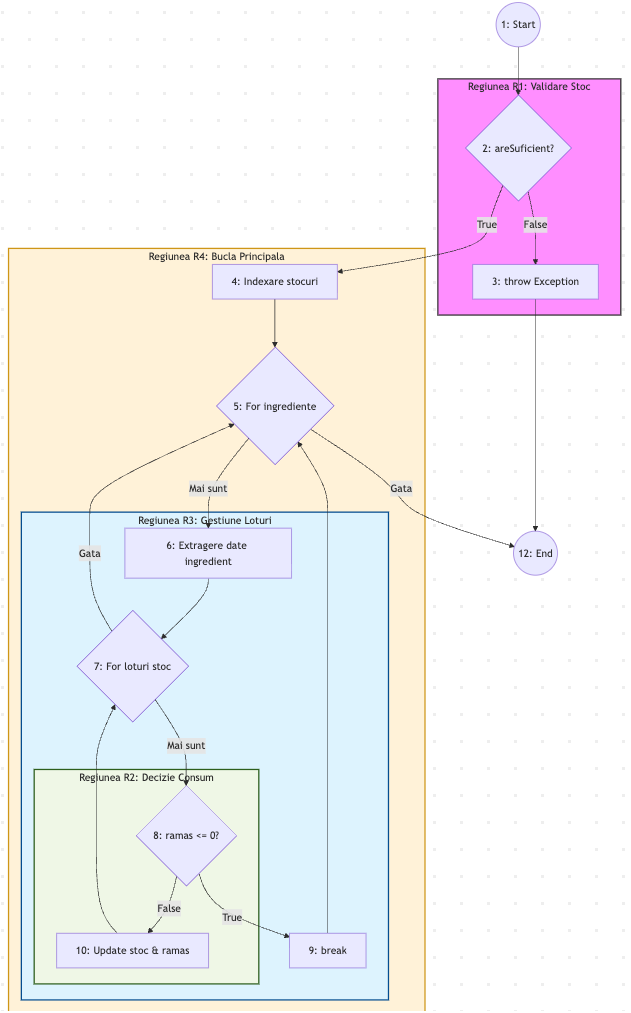 1: Start
Regiunea R1: Validare Stoc
2: areSuficient?
True
False
Regiunea R4: Bucla Principala
4: Indexare stocuri
3: throw Exception
5: For ingrediente
Mai sunt
Gata
Regiunea R3: Gestiune Loturi
6: Extragere date
ingredient
Gata
12: End
7: For loturi stoc
Mai sunt
Regiunea R2: Decizie Consum
8: ramas <= 0?
False
True
10: Update stoc & ramas
9: break